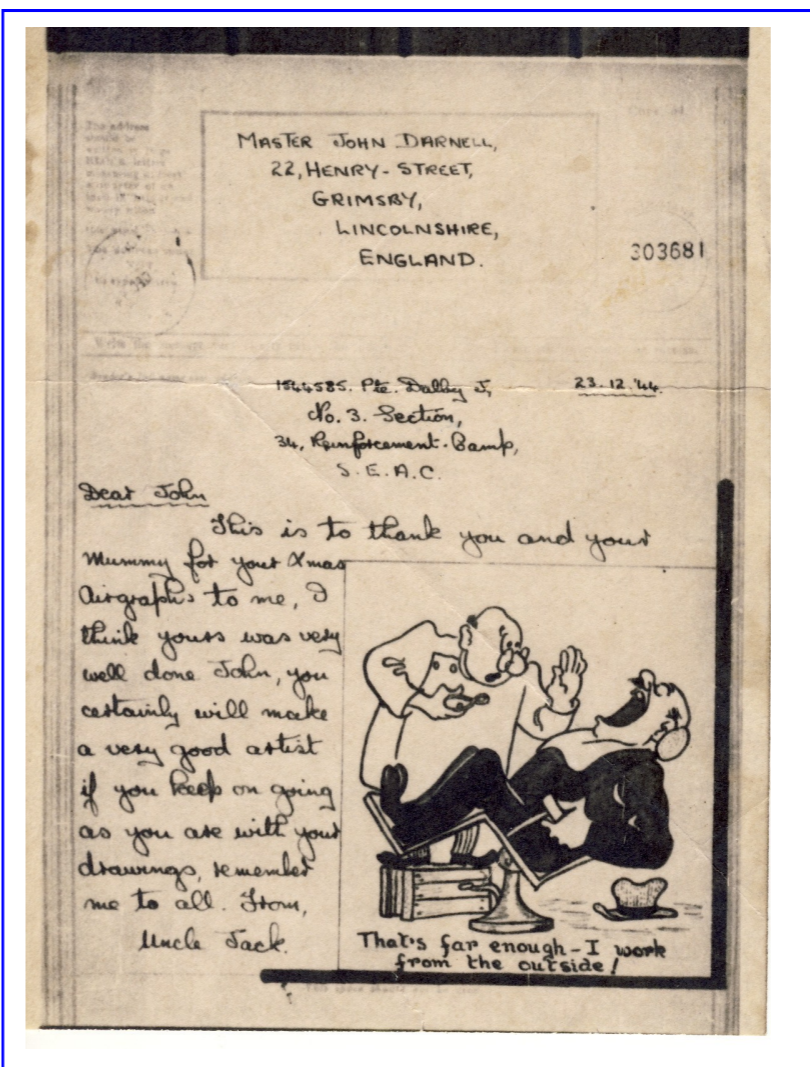 The address
MASTER JOHN DARNELL,
22, HENRY-STREET,
GRIMSBY,
LINCOLNSHIRE,
ENGLAND.
303681
1544585. Pte. Dalby J, 23.12.'44.
No. 3. Section,
34, Reinforcement-Camp,
S.E.A.C.
Dear John
This is to thank you and your
Mummy for your Xmas
Airgraphs to me, I
think yours was very
well done John, you
certainly will make
a very good artist
if you keep on going
as you are with your
drawings, remember
me to all. From,
Uncle Jack.
That's far enough - I work
from the outside!